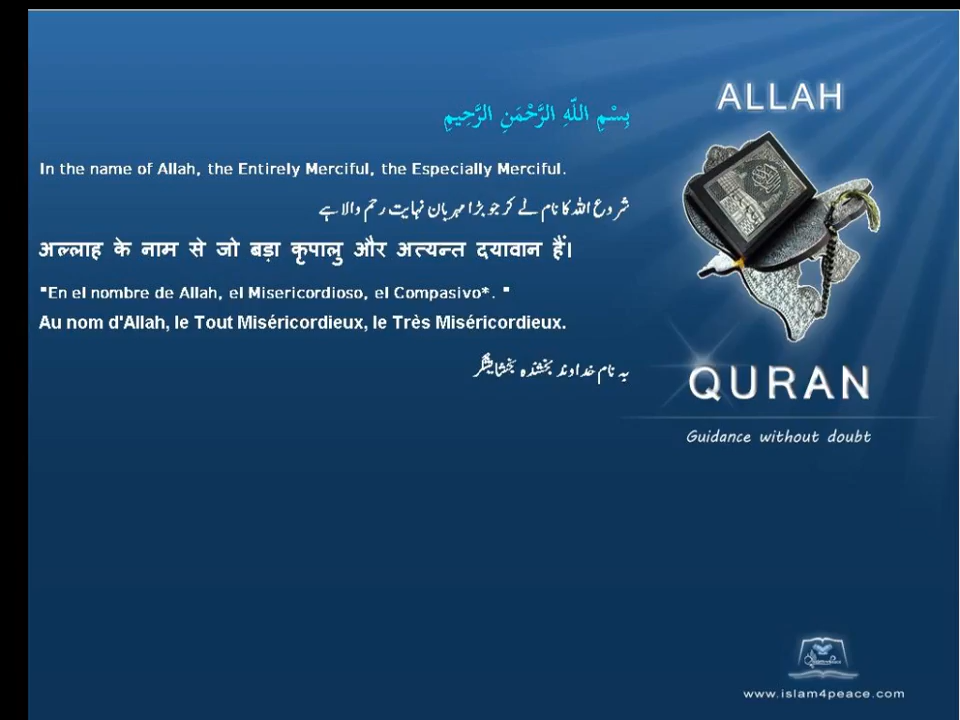 بِسْمِ اللَّهِ الرَّحْمَنِ الرَّحِيمِ
In the name of Allah, the Entirely Merciful, the Especially Merciful.
شروع الله کا نام لے کر جو بڑا مہربان نہایت رحم والا ہے
अल्लाह के नाम से जो बड़ा कृपालु और अत्यन्त दयावान हैं।
"En el nombre de Allah, el Misericordioso, el Compasivo*. "
Au nom d'Allah, le Tout Miséricordieux, le Très Miséricordieux.
به نام خداوند بخشنده بخشایشگر
ALLAH
QURAN
Guidance without doubt
www.islam4peace.com